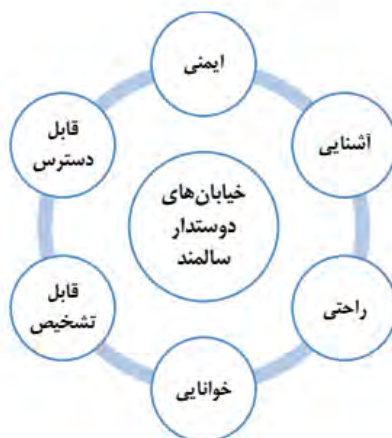 ایمنی
آشنایی
راحتی
خوانایی
قابل
تشخیص
قابل
دسترس
خیابان‌های
دوستدار
سالمند